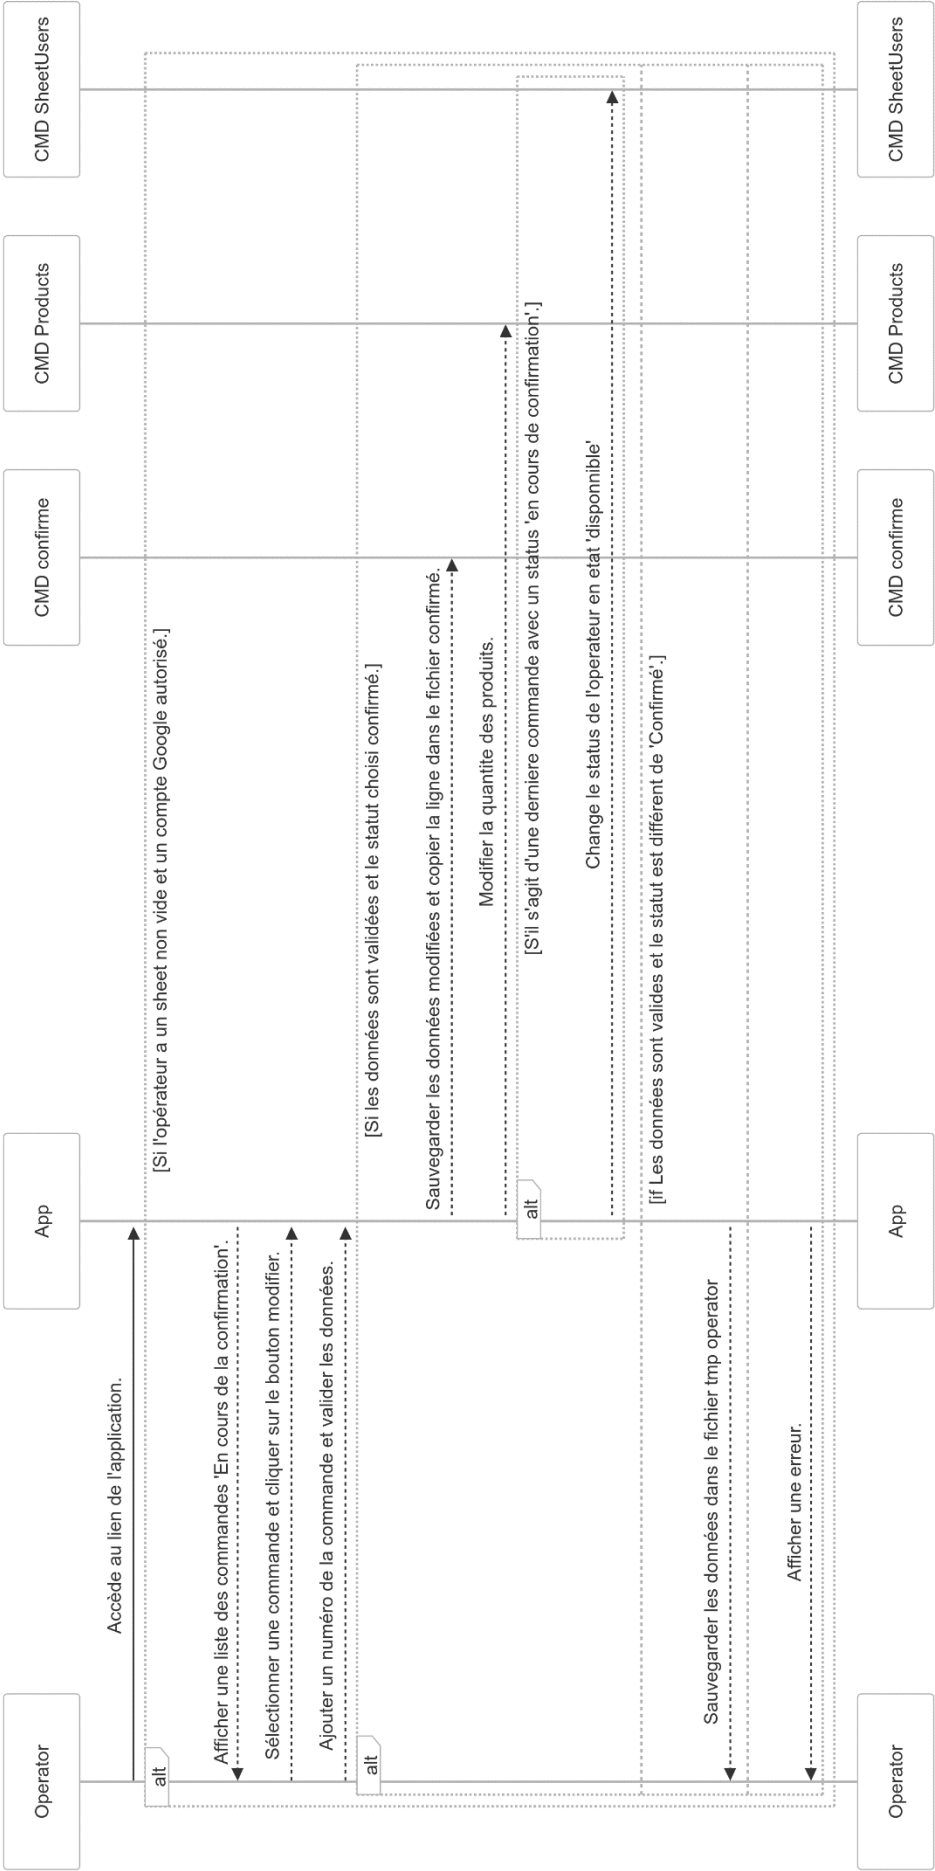 Operator
App
CMD confirme
CMD Products
CMD SheetUsers
Accède au lien de l'application.
alt
[Si l'opérateur a un sheet non vide et un compte Google autorisé.]
Afficher une liste des commandes 'En cours de la confirmation'.
Sélectionner une commande et cliquer sur le bouton modifier.
Ajouter un numéro de la commande et valider les données.
alt
[Si les données sont validées et le statut choisi confirmé.]
Sauvegarder les données modifiées et copier la ligne dans le fichier confirmé.
Modifier la quantite des produits.
alt
[S'il s'agit d'une derniere commande avec un status 'en cours de confirmation'.]
Change le status de l'operateur en etat 'disponnible'
[if Les données sont valides et le statut est différent de 'Confirmé'.]
Sauvegarder les données dans le fichier tmp operator
Afficher une erreur.
Operator
App
CMD confirme
CMD Products
CMD SheetUsers